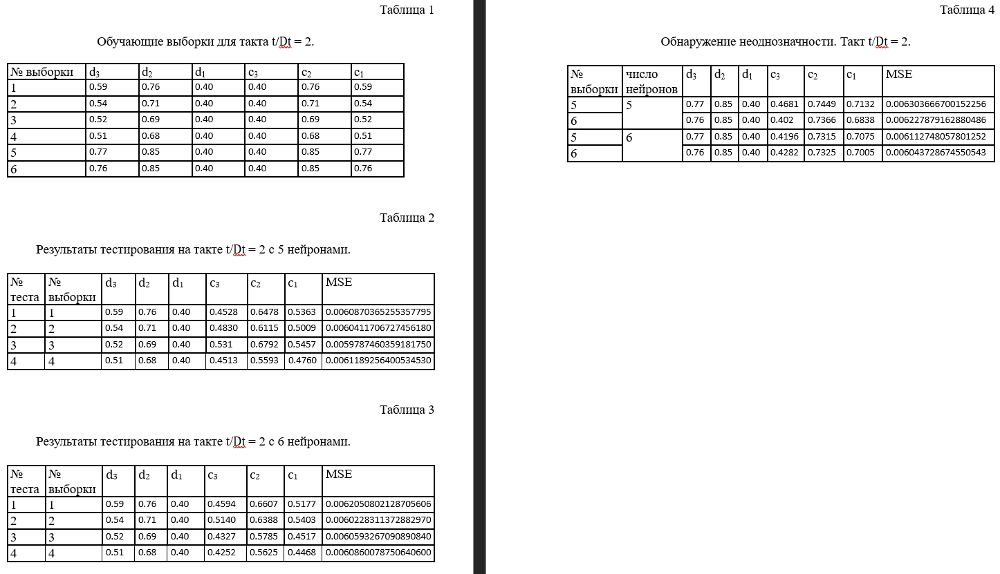 Таблица 1
Обучающие выборки для такта t/Dt = 2.
№ выборки d₃ d₂ d₁ c₃ c₂ c₁
1 0.59 0.76 0.40 0.40 0.76 0.59
2 0.54 0.71 0.40 0.40 0.71 0.54
3 0.52 0.69 0.40 0.40 0.69 0.52
4 0.51 0.68 0.40 0.40 0.68 0.51
5 0.77 0.85 0.40 0.40 0.85 0.77
6 0.76 0.85 0.40 0.40 0.85 0.76
Таблица 2
Результаты тестирования на такте t/Dt = 2 с 5 нейронами.
№ № d₃ d₂ d₁ c₃ c₂ c₁ MSE
теста выборки
1 1 0.59 0.76 0.40 0.4528 0.6478 0.5363 0.0060870365255357795
2 2 0.54 0.71 0.40 0.4830 0.6115 0.5009 0.0060411706727456180
3 3 0.52 0.69 0.40 0.531 0.6792 0.5457 0.0059787460359181750
4 4 0.51 0.68 0.40 0.4513 0.5593 0.4760 0.0061189256400534530
Таблица 3
Результаты тестирования на такте t/Dt = 2 с 6 нейронами.
№ № d₃ d₂ d₁ c₃ c₂ c₁ MSE
теста выборки
1 1 0.59 0.76 0.40 0.4594 0.6607 0.5177 0.0062050802128705606
2 2 0.54 0.71 0.40 0.5140 0.6388 0.5403 0.0060228311372882970
3 3 0.52 0.69 0.40 0.4327 0.5785 0.4517 0.0060593267090890840
4 4 0.51 0.68 0.40 0.4252 0.5625 0.4468 0.0060860078750640600
Таблица 4
Обнаружение неоднозначности. Такт t/Dt = 2.
№ число d₃ d₂ d₁ c₃ c₂ c₁ MSE
выборки нейронов
5 5 0.77 0.85 0.40 0.4681 0.7449 0.7132 0.006303666700152256
6 0.76 0.85 0.40 0.402 0.7366 0.6838 0.006227879162880486
5 6 0.77 0.85 0.40 0.4196 0.7315 0.7075 0.006112748057801252
6 0.76 0.85 0.40 0.4282 0.7325 0.7005 0.006043728674550543